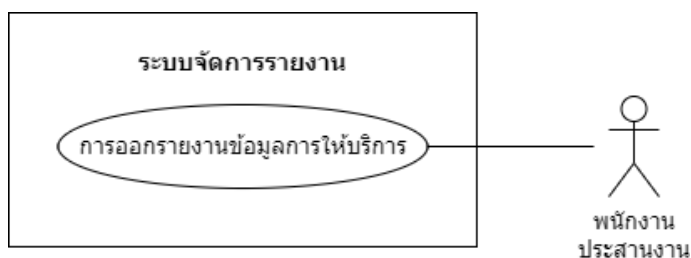 ระบบจัดการรายงาน
การออกรายงานข้อมูลการให้บริการ
พนักงาน
ประสานงาน